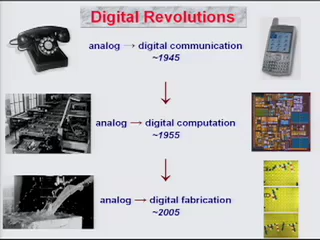 Digital Revolutions
analog → digital communication
~1945
analog → digital computation
~1955
analog → digital fabrication
~2005